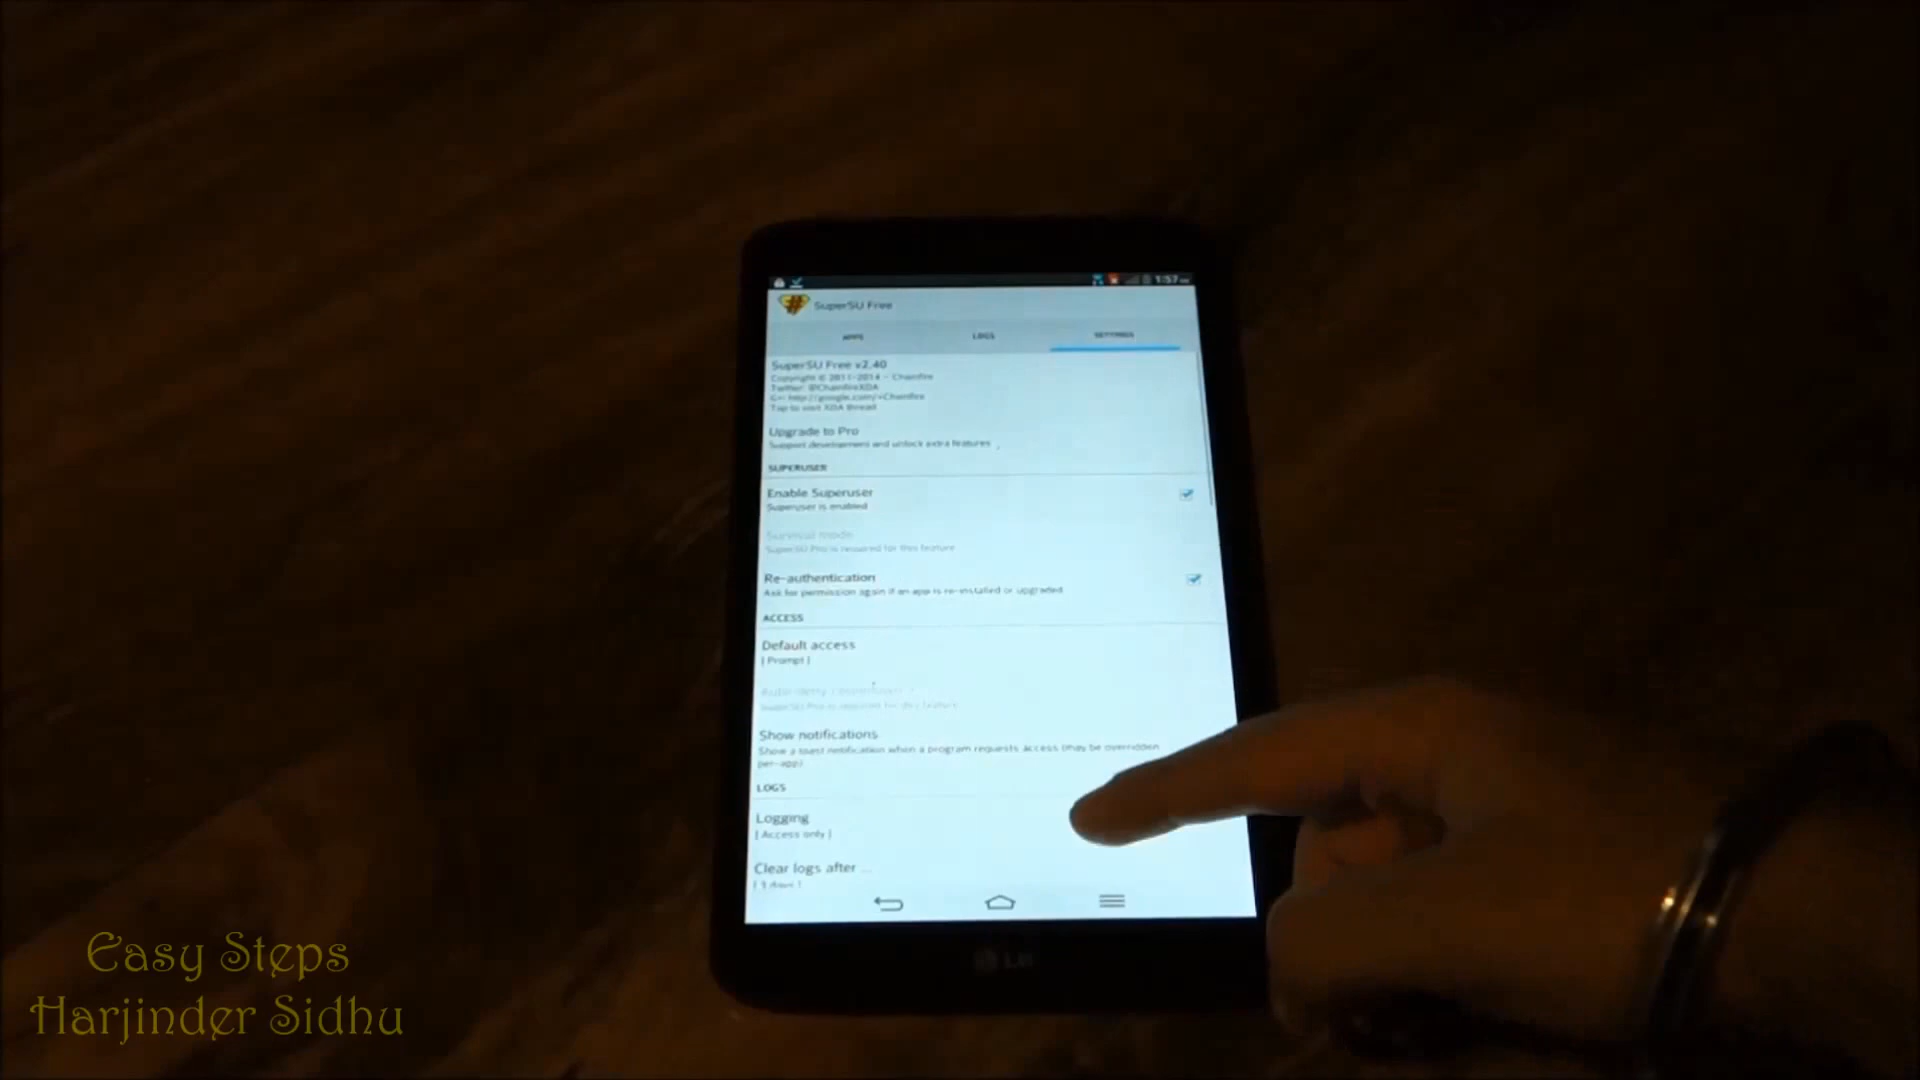 1:57
SuperSU Free
APPS LOGS SETTINGS
SuperSU Free v2.40
Copyright © 2011-2014 - Chainfire
Twitter: @ChainfireXDA
G+: http://google.com/+Chainfire
Tap to visit XDA thread
Upgrade to Pro
Support development and unlock extra features
SUPERUSER
Enable Superuser
Superuser is enabled
Survival mode
SuperSU Pro is required for this feature
Re-authentication
Ask for permission again if an app is re-installed or upgraded
ACCESS
Default access
[ Prompt ]
Auto-deny countdown
SuperSU Pro is required for this feature
Show notifications
Show a toast notification when a program requests access (may be overridden
per-app)
LOGS
Logging
[ Access only ]
Clear logs after ...
[ 3 days ]
LG
Easy Steps
Harjinder Sidhu